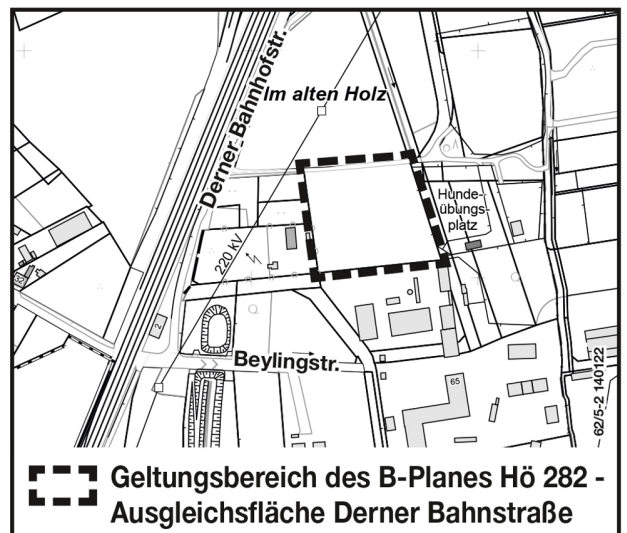 Derner Bahnhofstr.
Im alten Holz
Hunde-
übungs-
platz
220 kV
32
2
Beylingstr.
65
62/5-2 140122
Geltungsbereich des B-Planes Hö 282 -
Ausgleichsfläche Derner Bahnstraße